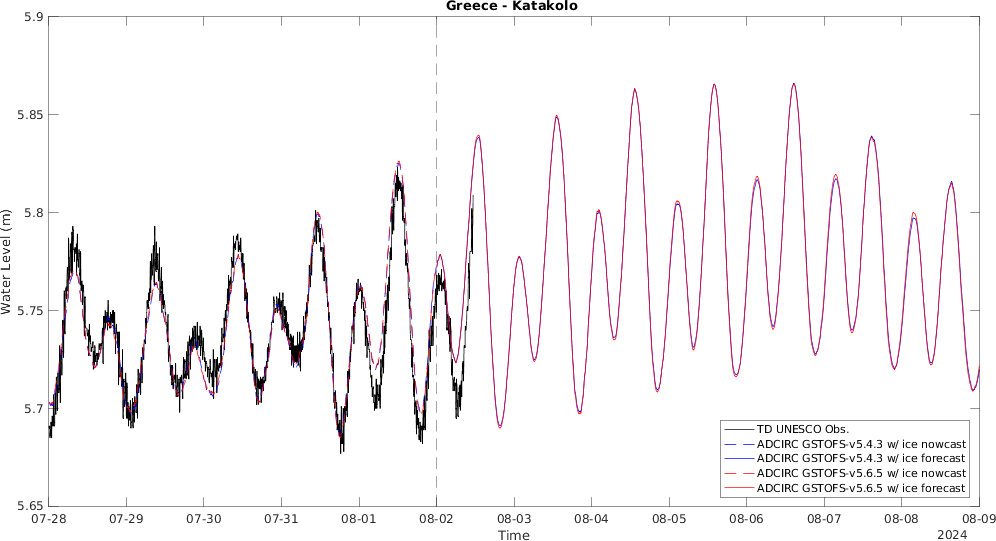 Greece - Katakolo
5.9
5.85
5.8
5.75
5.7
5.65
Water Level (m)
07-28
07-29
07-30
07-31
08-01
08-02
08-03
08-04
08-05
08-06
08-07
08-08
08-09
Time
2024
TD UNESCO Obs.
ADCIRC GSTOFS-v5.4.3 w/ ice nowcast
ADCIRC GSTOFS-v5.4.3 w/ ice forecast
ADCIRC GSTOFS-v5.6.5 w/ ice nowcast
ADCIRC GSTOFS-v5.6.5 w/ ice forecast